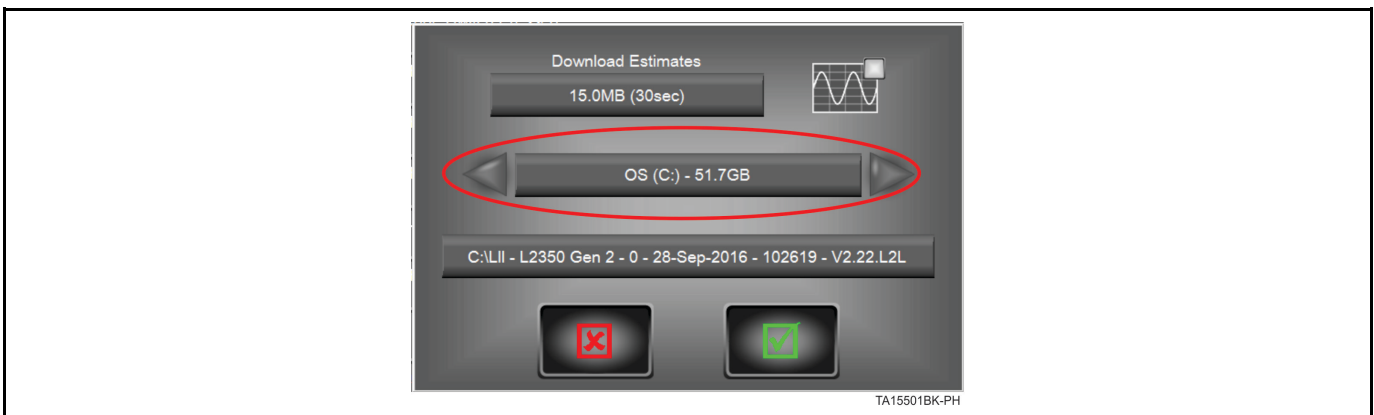 Download Estimates
15.0MB (30sec)
OS (C:) - 51.7GB
C:\LII - L2350 Gen 2 - 0 - 28-Sep-2016 - 102619 - V2.22.L2L
TA15501BK-PH